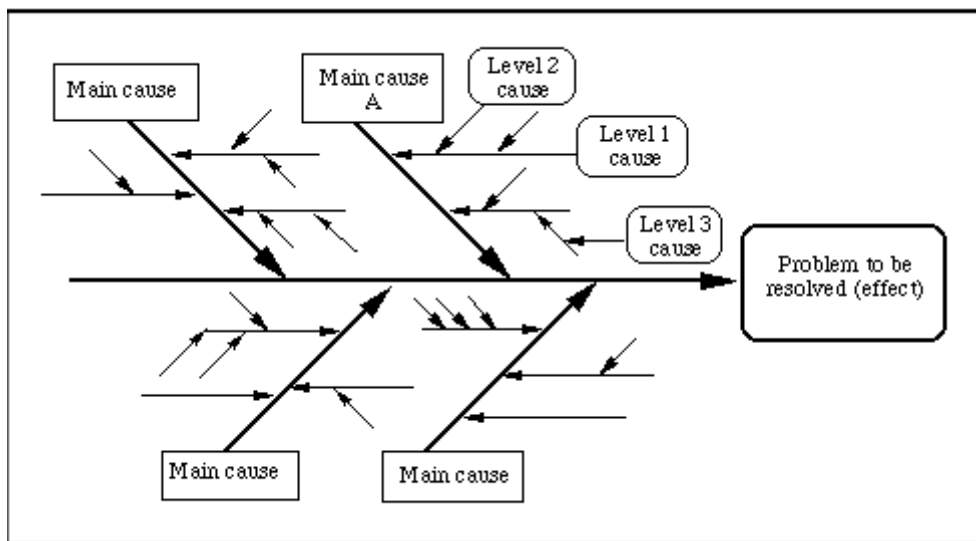 Main cause
Main cause
A
Level 2
cause
Level 1
cause
Level 3
cause
Problem to be
resolved (effect)
Main cause
Main cause